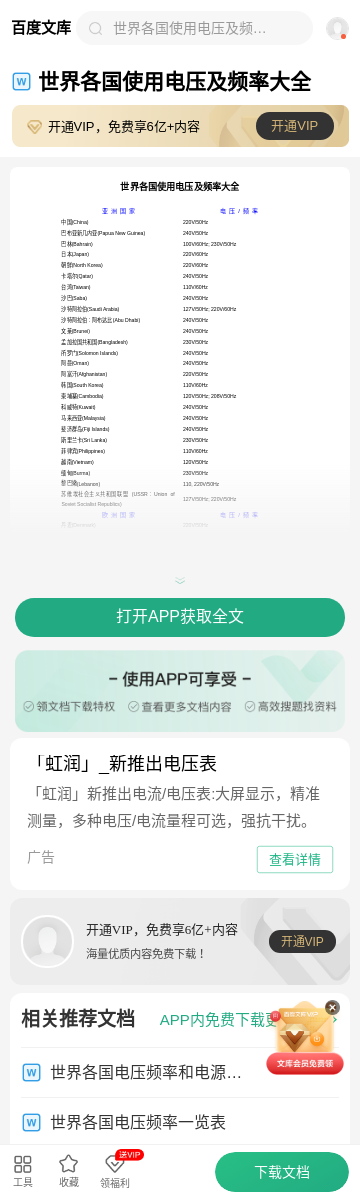 百度文库
世界各国使用电压及频…
世界各国使用电压及频率大全
开通VIP，免费享6亿+内容
开通VIP
世界各国使用电压及频率大全
亚洲国家 电压/频率
中国(China) 220V/50Hz
巴布亚新几内亚(Papua New Guinea) 240V/50Hz
巴林(Bahrain) 100V/60Hz; 230V/50Hz
日本(Japan) 220V/60Hz
朝鲜(North Korea) 220V/60Hz
卡塔尔(Qatar) 240V/50Hz
台湾(Taiwan) 110V/60Hz
沙巴(Saba) 240V/50Hz
沙特阿拉伯(Saudi Arabia) 127V/50Hz; 220V/60Hz
沙特阿拉伯：阿布达比(Abu Dhabi) 240V/50Hz
文莱(Brunei) 240V/50Hz
孟加拉国共和国(Bangladesh) 230V/50Hz
所罗门(Solomon Islands) 240V/50Hz
阿曼(Oman) 240V/50Hz
阿富汗(Afghanistan) 220V/50Hz
韩国(South Korea) 110V/60Hz
柬埔寨(Cambodia) 120V/50Hz; 208V/50Hz
科威特(Kuwait) 240V/50Hz
马来西亚(Malaysia) 240V/50Hz
斐济群岛(Fiji Islands) 240V/50Hz
斯里兰卡(Sri Lanka) 230V/50Hz
菲律宾(Philippines) 110V/60Hz
越南(Vietnam) 120V/50Hz
缅甸(Burma) 230V/50Hz
黎巴嫩(Lebanon) 110, 220V/50Hz
苏维埃社会主义共和国联盟 (USSR：Union of Soviet Socialist Republics) 127V/50Hz; 220V/50Hz
欧洲国家 电压/频率
打开APP获取全文
使用APP可享受
领文档下载特权 查看更多文档内容 高效搜题找资料
「虹润」_新推出电压表
「虹润」新推出电流/电压表:大屏显示，精准
测量，多种电压/电流量程可选，强抗干扰。
广告
查看详情
开通VIP，免费享6亿+内容
海量优质内容免费下载！
开通VIP
相关推荐文档
APP内免费下载更
文库会员免费领
世界各国电压频率和电源…
世界各国电压频率一览表
工具
收藏
领福利
送VIP
下载文档